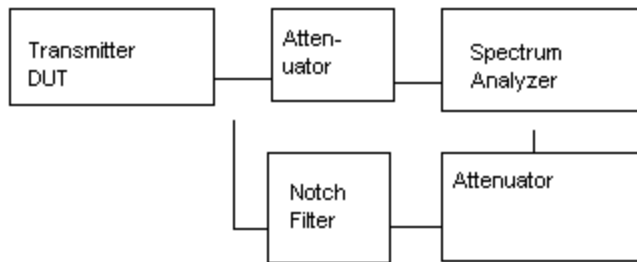 Transmitter
DUT
Atten-
uator
Spectrum
Analyzer
Notch
Filter
Attenuator